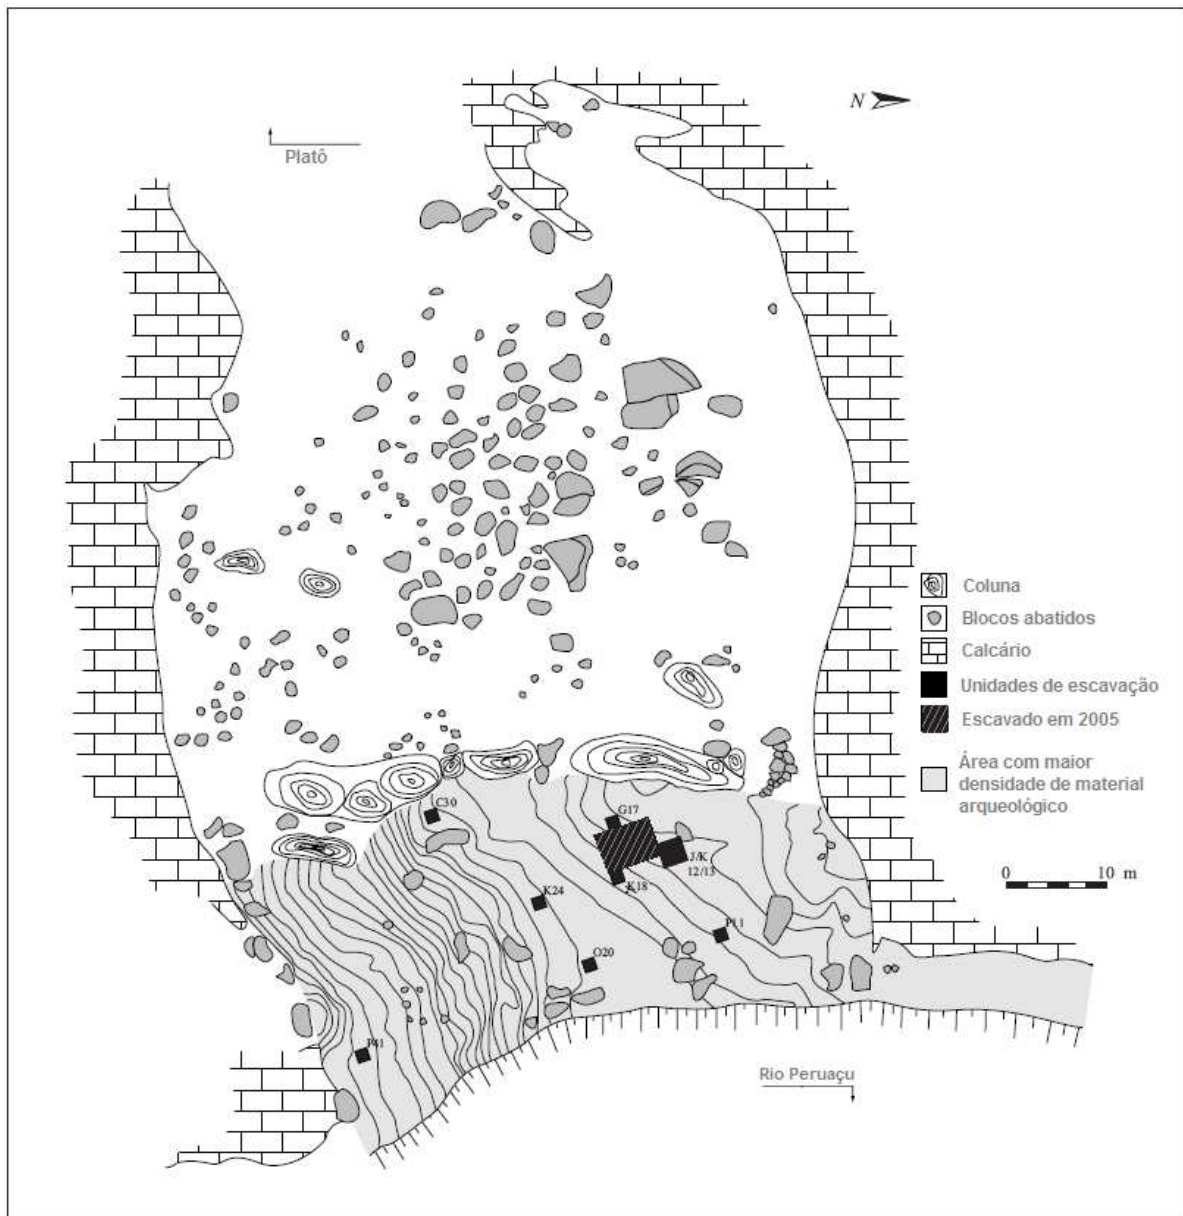 N
Platô
Coluna
Blocos abatidos
Calcário
Unidades de escavação
Escavado em 2005
Área com maior
densidade de material
arqueológico
0 10 m
C30
G17
J/K
12/13
K18
K24
P11
O20
P41
Rio Peruaçu